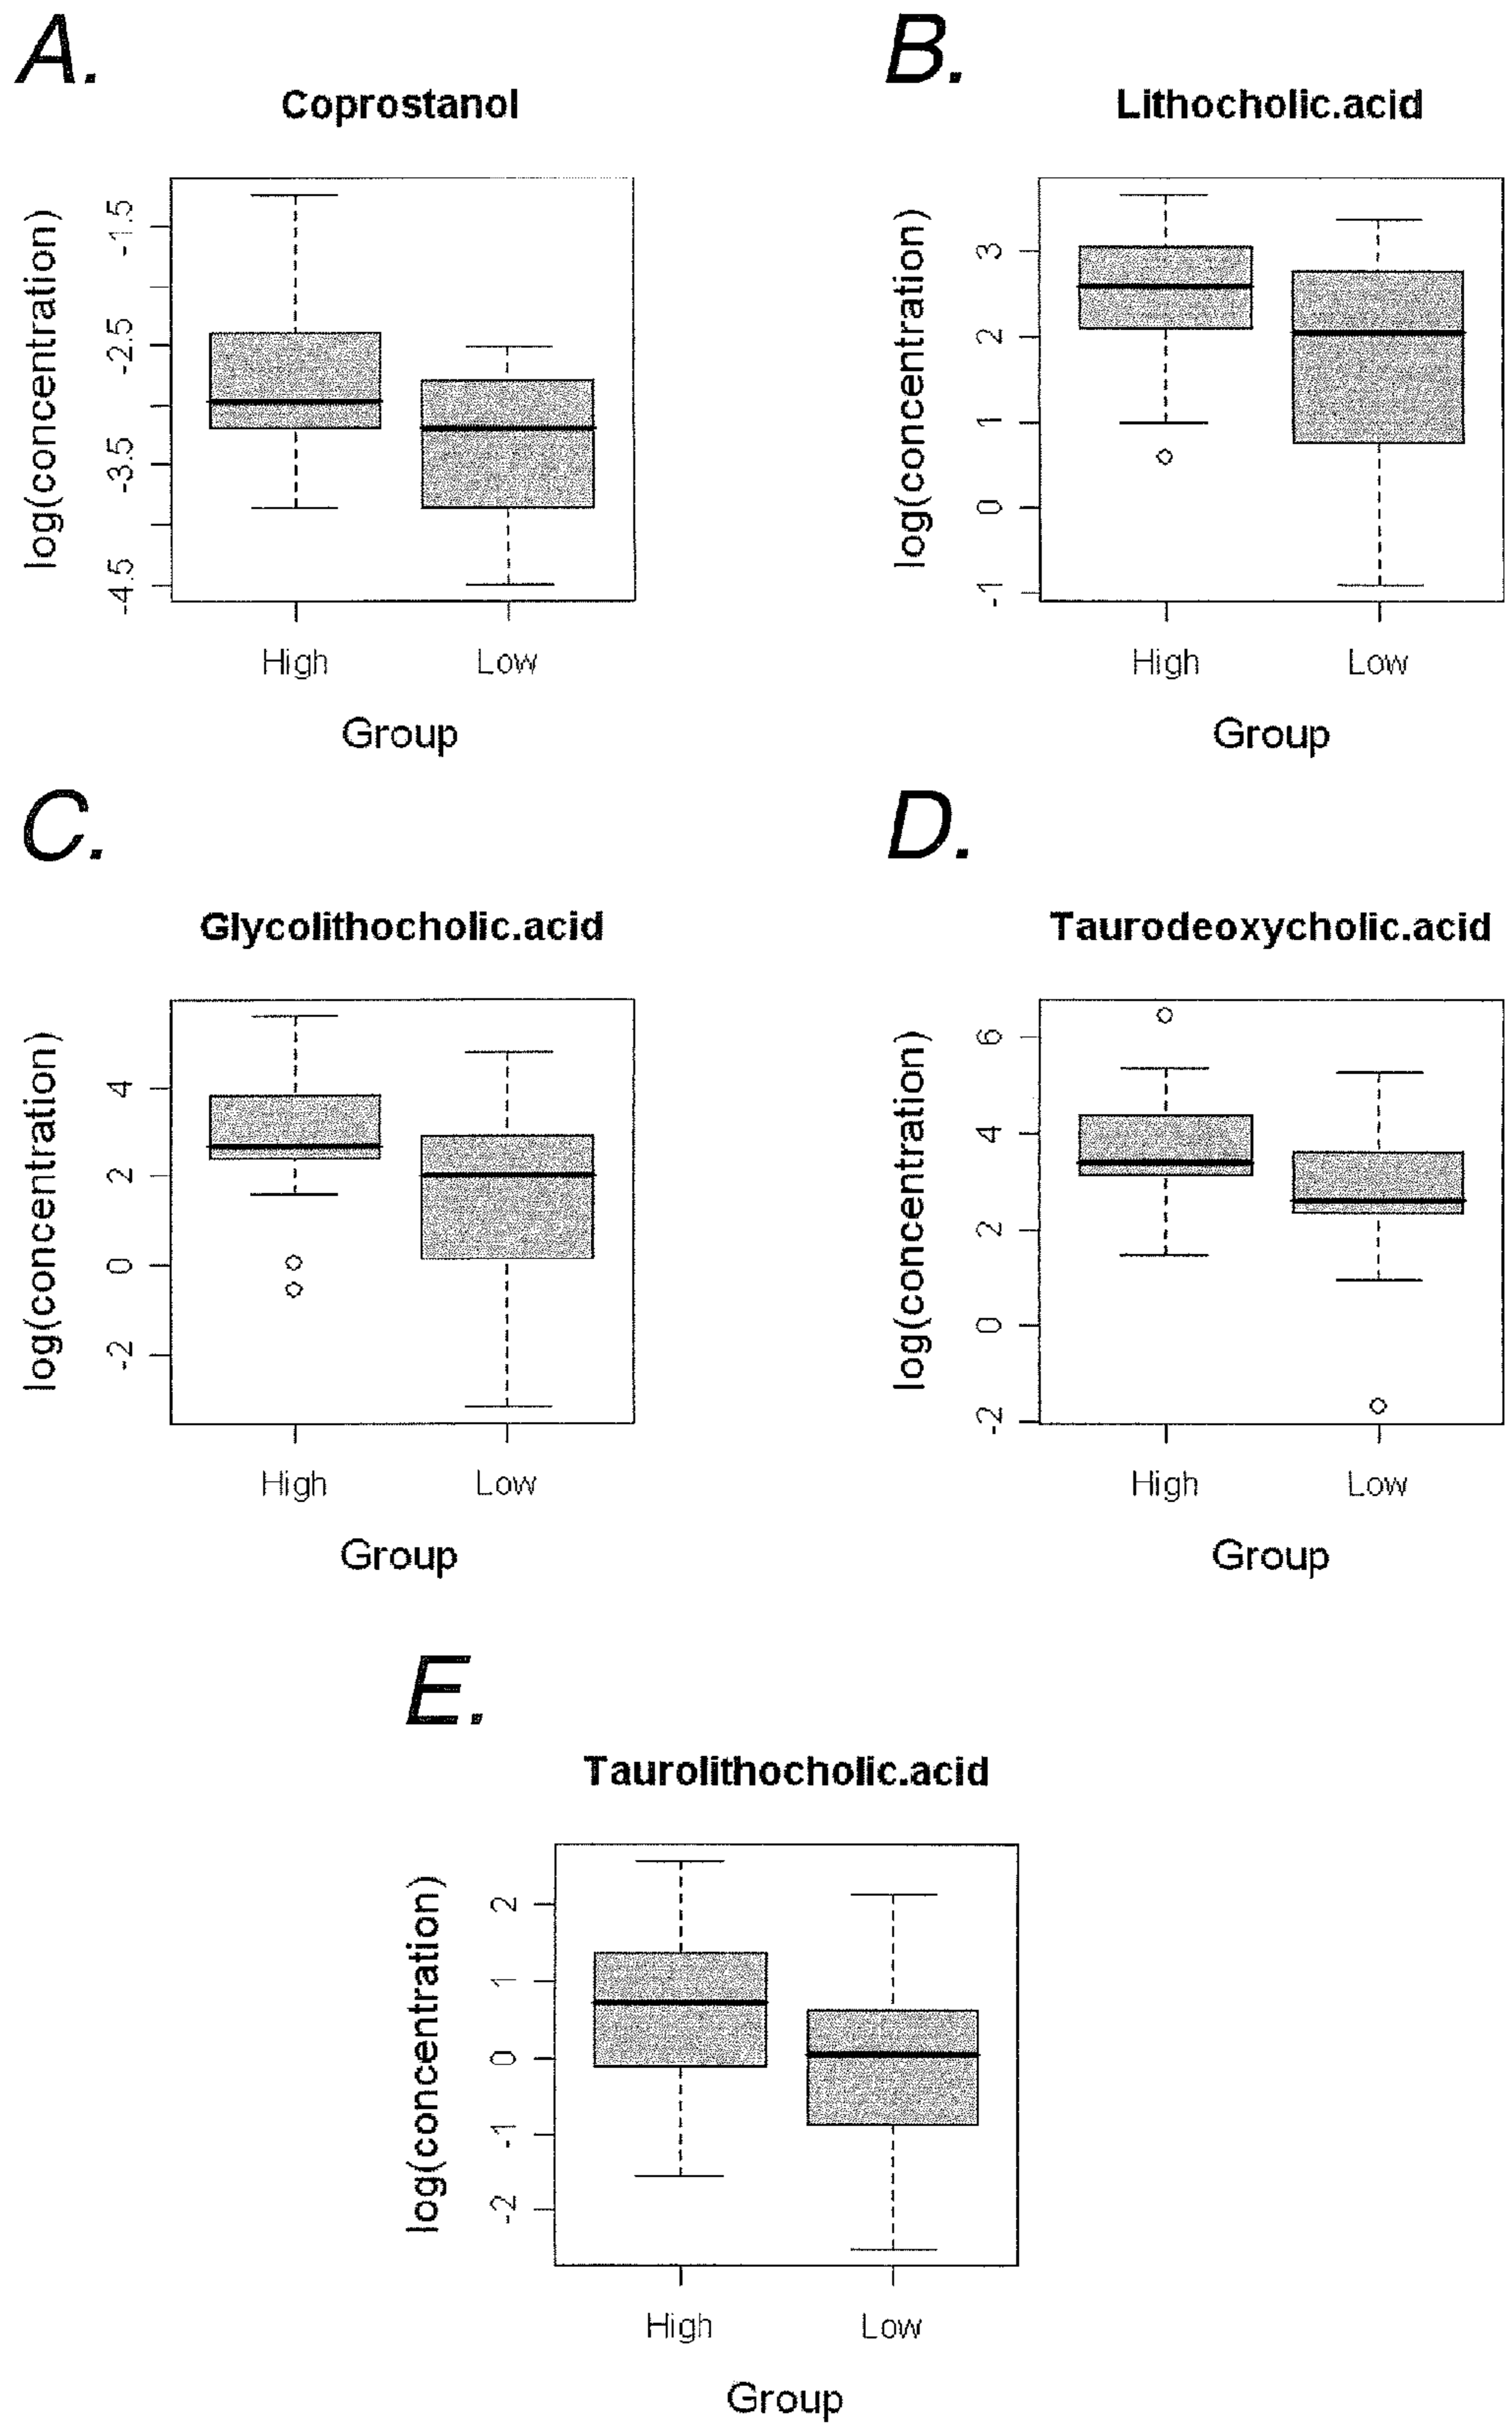 A.
Coprostanol
log(concentration)
-1.5
-2.5
-3.5
-4.5
High
Low
Group
B.
Lithocholic.acid
log(concentration)
3
2
1
0
-1
High
Low
Group
C.
Glycolithocholic.acid
log(concentration)
4
2
0
-2
High
Low
Group
D.
Taurodeoxycholic.acid
log(concentration)
6
4
2
0
-2
High
Low
Group
E.
Taurolithocholic.acid
log(concentration)
2
1
0
-1
-2
High
Low
Group